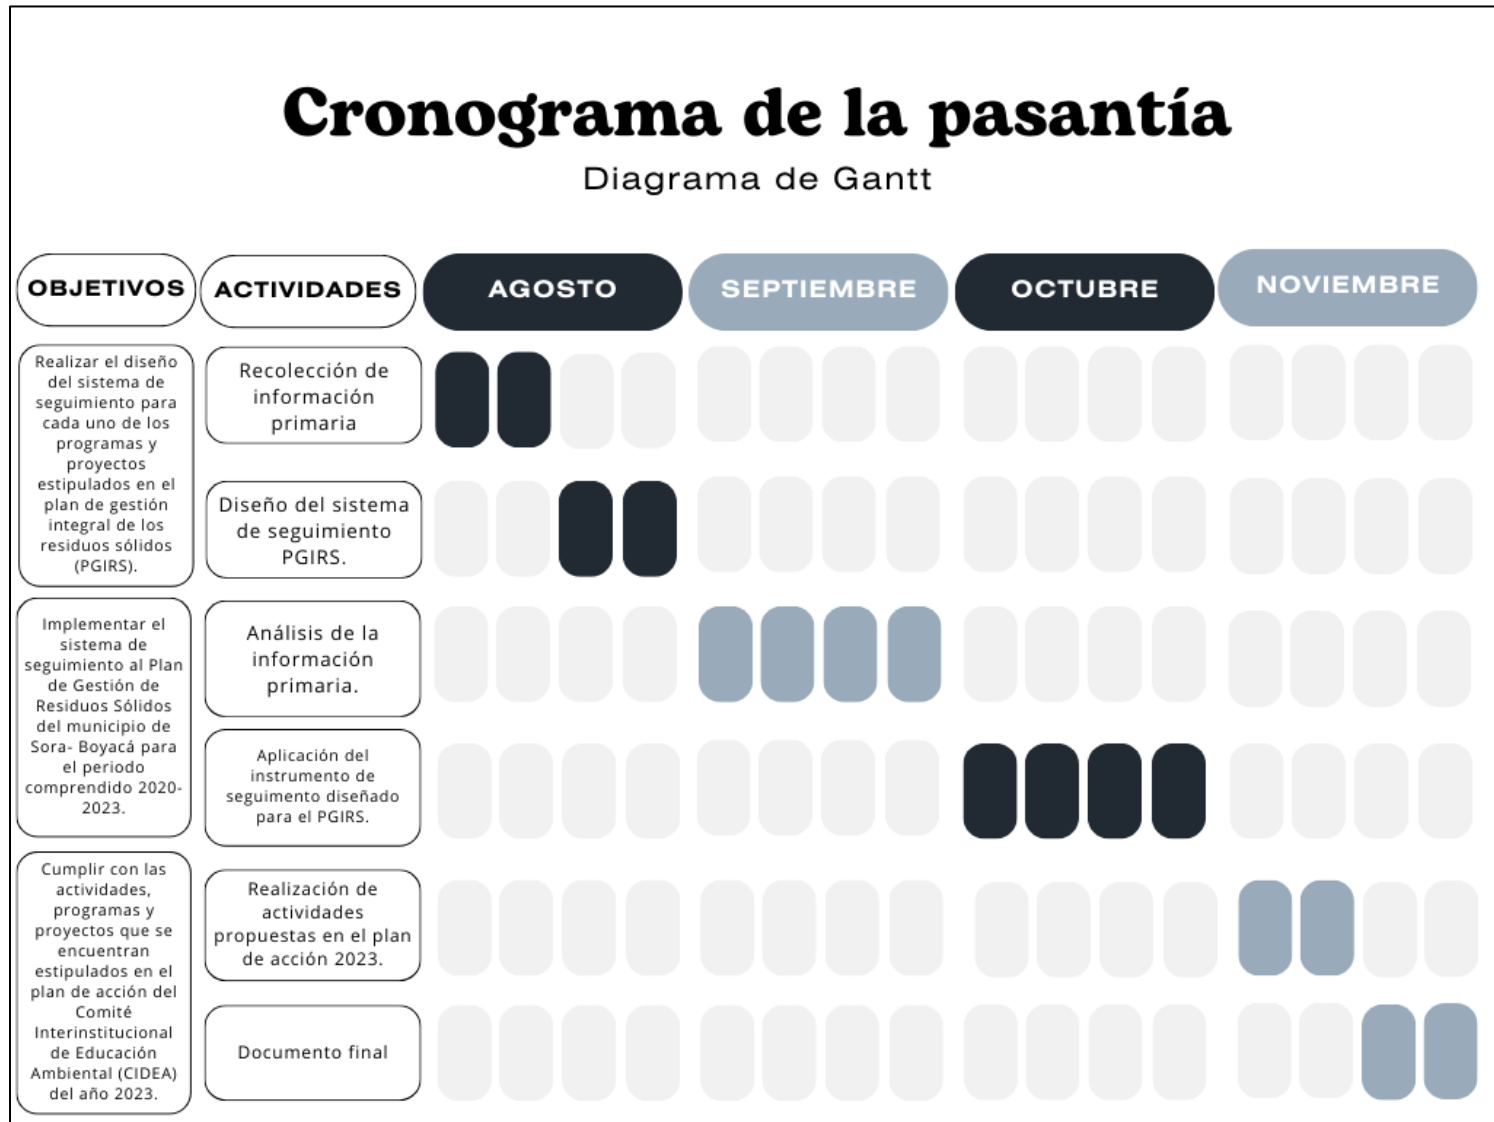 Cronograma de la pasantía
Diagrama de Gantt
OBJETIVOS
ACTIVIDADES
AGOSTO
SEPTIEMBRE
OCTUBRE
NOVIEMBRE
Realizar el diseño
del sistema de
seguimiento para
cada uno de los
programas y
proyectos
estipulados en el
plan de gestión
integral de los
residuos sólidos
(PGIRS).
Recolección de
información
primaria
Diseño del sistema
de seguimiento
PGIRS.
Implementar el
sistema de
seguimiento al Plan
de Gestión de
Residuos Sólidos
del municipio de
Sora- Boyacá para
el periodo
comprendido 2020-
2023.
Análisis de la
información
primaria.
Aplicación del
instrumento de
seguimento diseñado
para el PGIRS.
Cumplir con las
actividades,
programas y
proyectos que se
encuentran
estipulados en el
plan de acción del
Comité
Interinstitucional
de Educación
Ambiental (CIDEA)
del año 2023.
Realización de
actividades
propuestas en el plan
de acción 2023.
Documento final